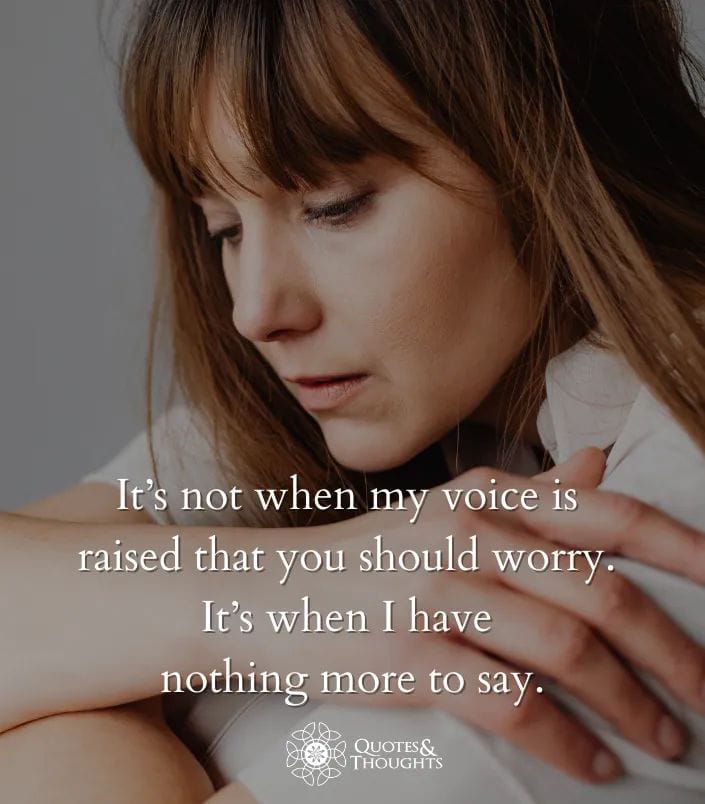 It’s not when my voice is
raised that you should worry.
It’s when I have
nothing more to say.
QUOTES&
THOUGHTS